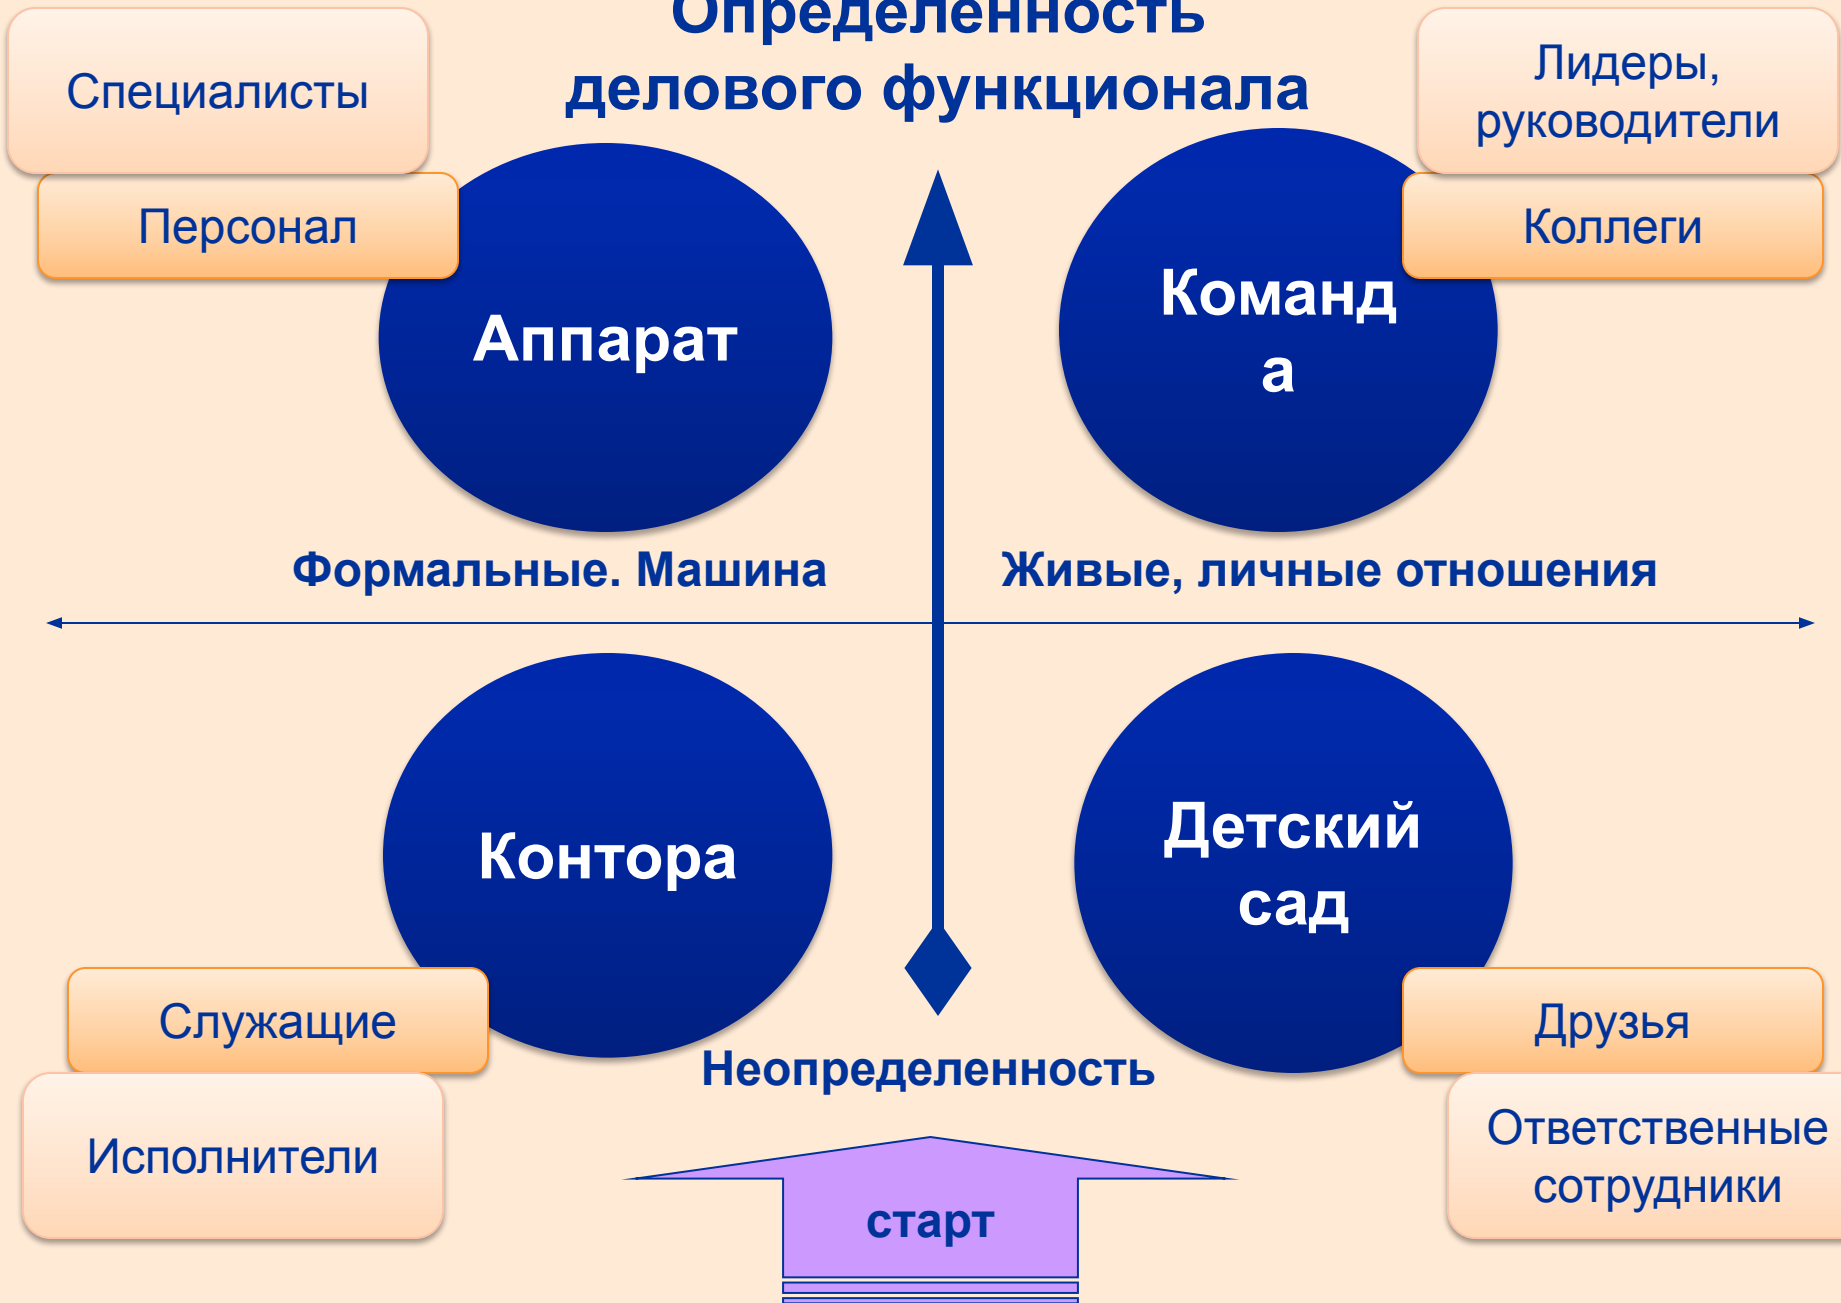 Определенность
делового функционала
Специалисты
Персонал
Лидеры,
руководители
Коллеги
Аппарат
Команд
а
Формальные. Машина
Живые, личные отношения
Контора
Детский
сад
Служащие
Исполнители
Неопределенность
Друзья
Ответственные
сотрудники
старт